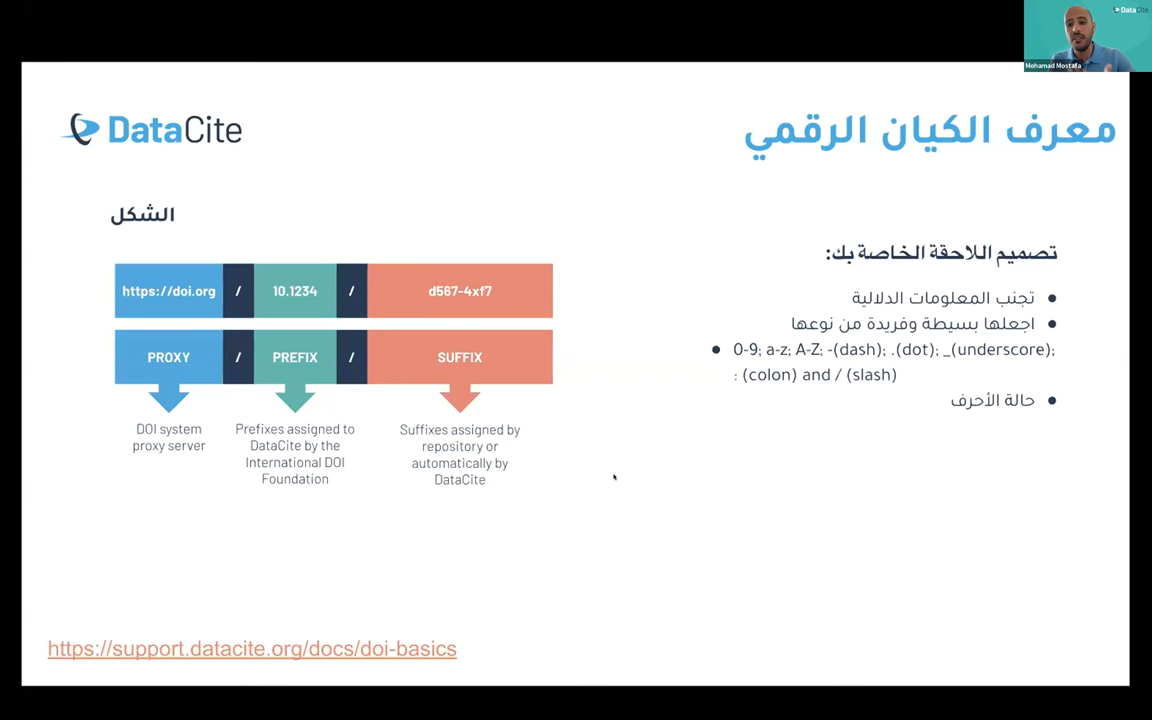 DataCite
Mohamad Mostafa
DataCite
معرف الكيان الرقمي
الشكل
https://doi.org / 10.1234 / d567-4xf7
PROXY / PREFIX / SUFFIX
DOI system
proxy server
Prefixes assigned to
DataCite by the
International DOI
Foundation
Suffixes assigned by
repository or
automatically by
DataCite
تصميم اللاحقة الخاصة بك:
● تجنب المعلومات الدلالية
● اجعلها بسيطة وفريدة من نوعها
● 0-9; a-z; A-Z; -(dash); .(dot); _(underscore);
: (colon) and / (slash)
● حالة الأحرف
https://support.datacite.org/docs/doi-basics